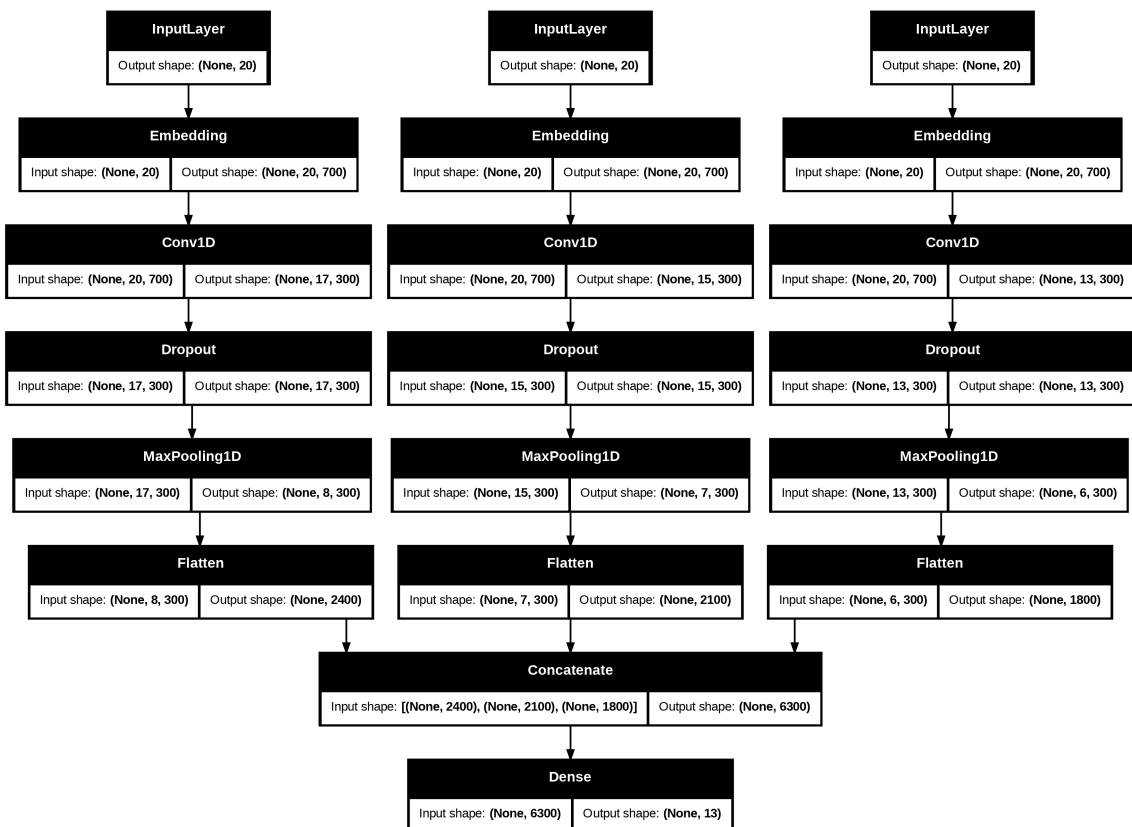 InputLayer
Output shape: (None, 20)
InputLayer
Output shape: (None, 20)
InputLayer
Output shape: (None, 20)
Embedding
Input shape: (None, 20) Output shape: (None, 20, 700)
Embedding
Input shape: (None, 20) Output shape: (None, 20, 700)
Embedding
Input shape: (None, 20) Output shape: (None, 20, 700)
Conv1D
Input shape: (None, 20, 700) Output shape: (None, 17, 300)
Conv1D
Input shape: (None, 20, 700) Output shape: (None, 15, 300)
Conv1D
Input shape: (None, 20, 700) Output shape: (None, 13, 300)
Dropout
Input shape: (None, 17, 300) Output shape: (None, 17, 300)
Dropout
Input shape: (None, 15, 300) Output shape: (None, 15, 300)
Dropout
Input shape: (None, 13, 300) Output shape: (None, 13, 300)
MaxPooling1D
Input shape: (None, 17, 300) Output shape: (None, 8, 300)
MaxPooling1D
Input shape: (None, 15, 300) Output shape: (None, 7, 300)
MaxPooling1D
Input shape: (None, 13, 300) Output shape: (None, 6, 300)
Flatten
Input shape: (None, 8, 300) Output shape: (None, 2400)
Flatten
Input shape: (None, 7, 300) Output shape: (None, 2100)
Flatten
Input shape: (None, 6, 300) Output shape: (None, 1800)
Concatenate
Input shape: [(None, 2400), (None, 2100), (None, 1800)] Output shape: (None, 6300)
Dense
Input shape: (None, 6300) Output shape: (None, 13)